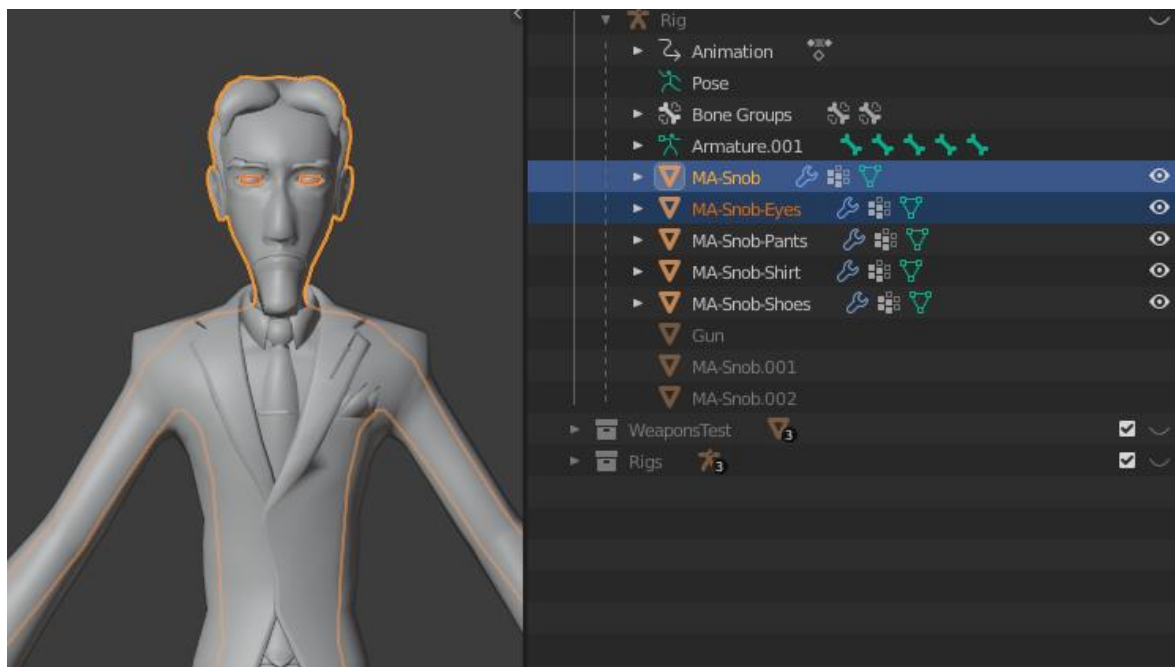 Rig
Animation
Pose
Bone Groups
Armature.001
MA-Snob
MA-Snob-Eyes
MA-Snob-Pants
MA-Snob-Shirt
MA-Snob-Shoes
Gun
MA-Snob.001
MA-Snob.002
WeaponsTest 3
Rigs 3